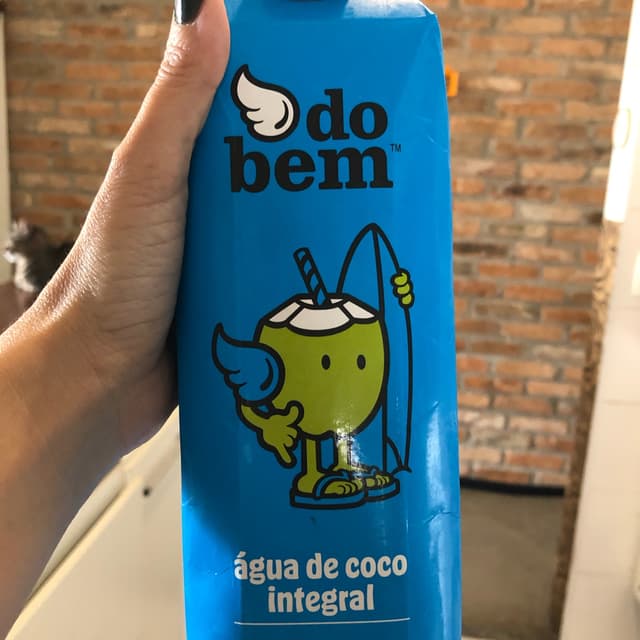 do
bem™
água de coco
integral